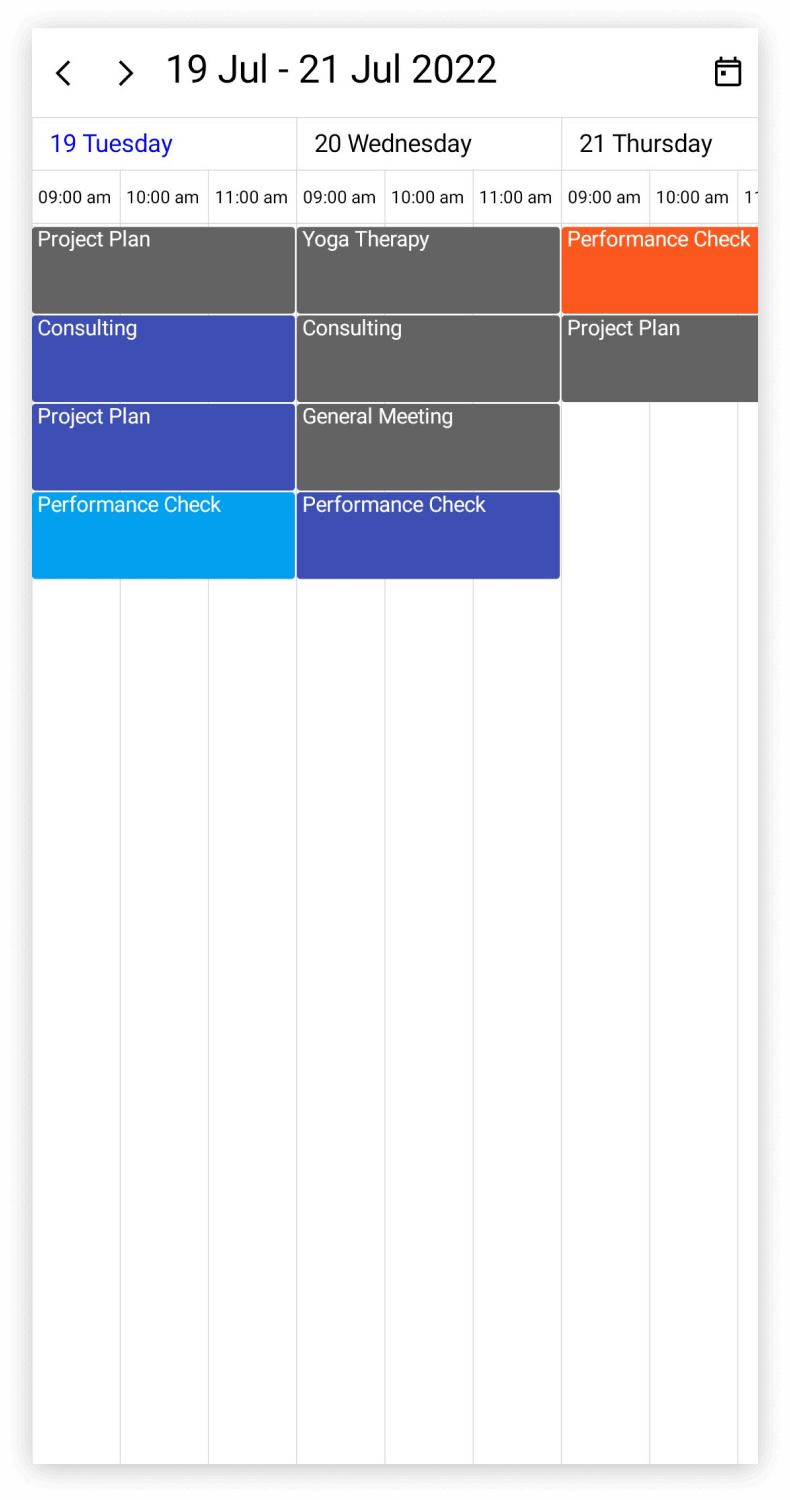 19 Jul - 21 Jul 2022
19 Tuesday 20 Wednesday 21 Thursday
09:00 am 10:00 am 11:00 am 09:00 am 10:00 am 11:00 am 09:00 am 10:00 am
Project Plan Yoga Therapy Performance Check
Consulting Consulting Project Plan
Project Plan General Meeting
Performance Check Performance Check